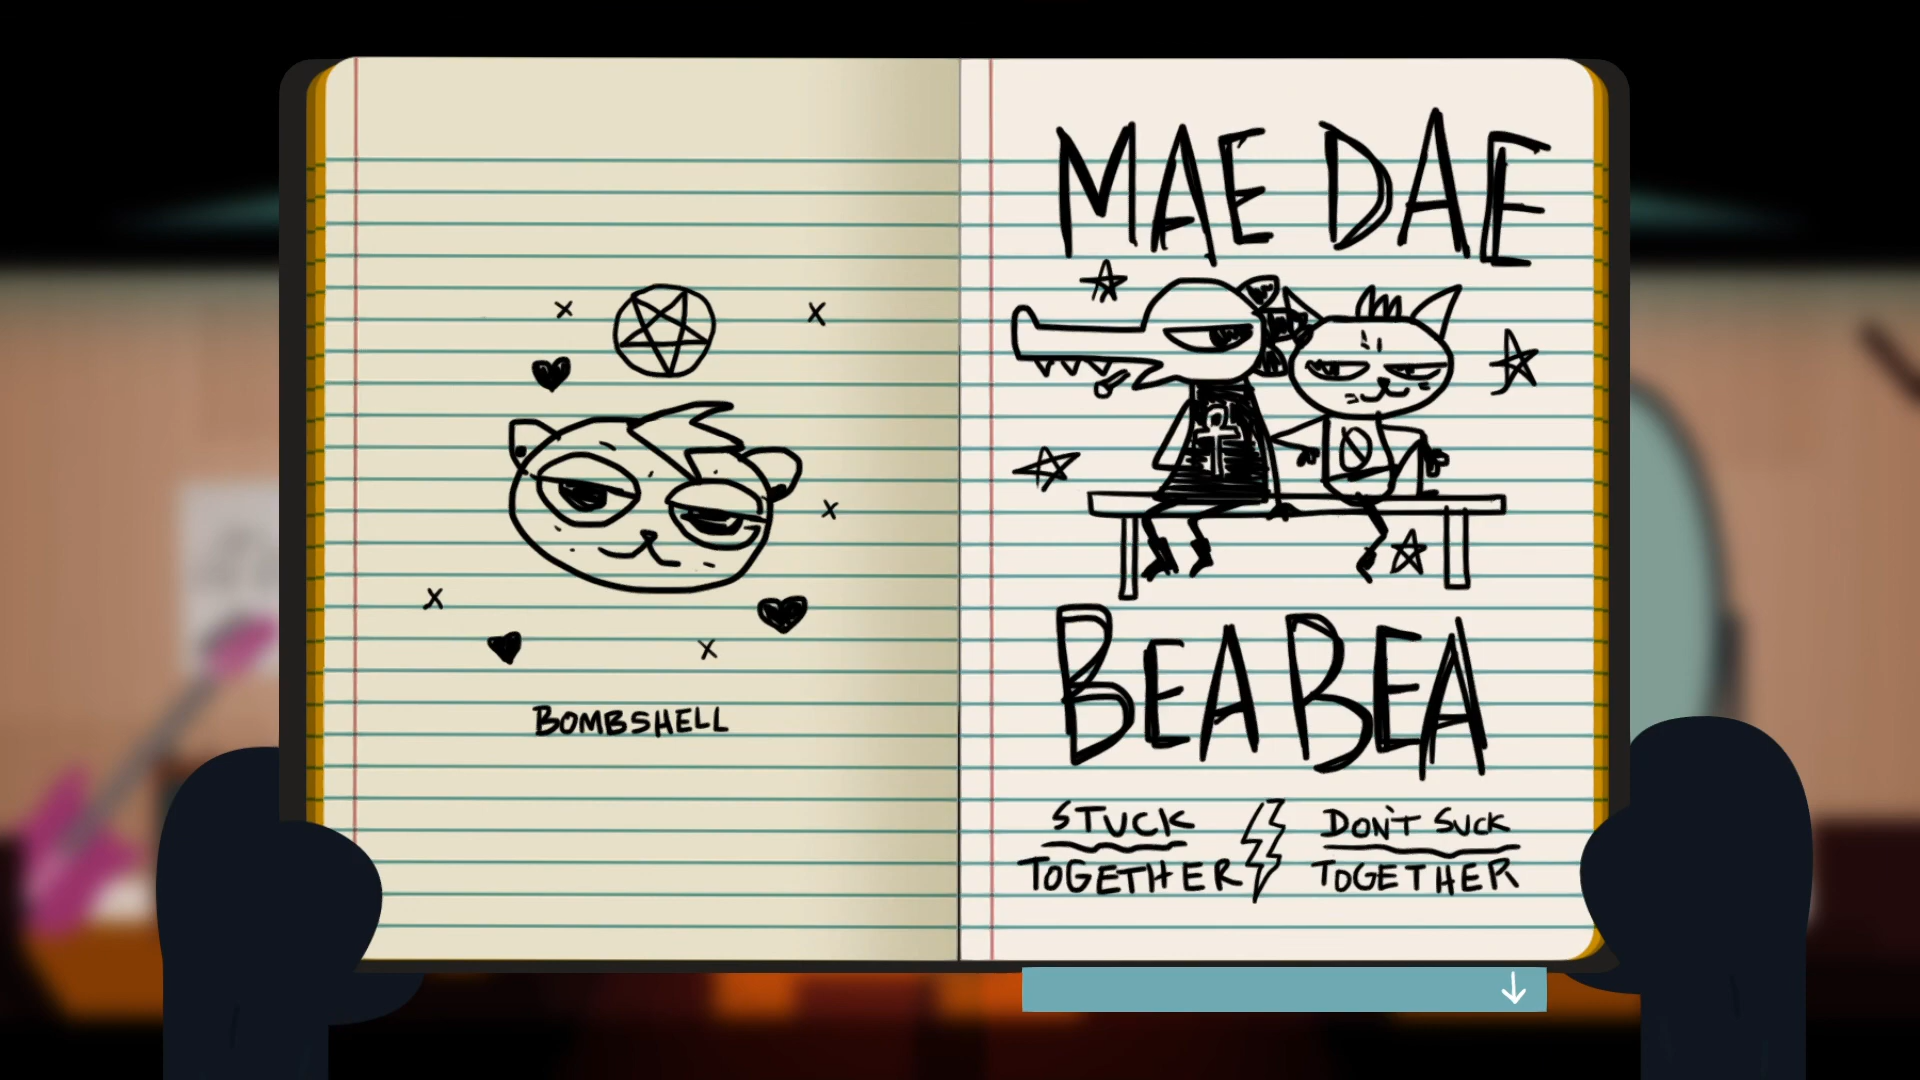 BOMBSHELL
MAE DAE
BEA BEA
STUCK TOGETHER
DON'T SUCK TOGETHER